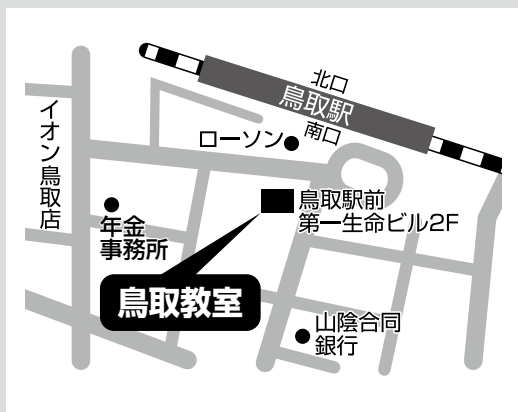 北口
鳥取駅
南口
ローソン
イオン鳥取店
年金
事務所
鳥取駅前
第一生命ビル2F
鳥取教室
山陰合同
銀行